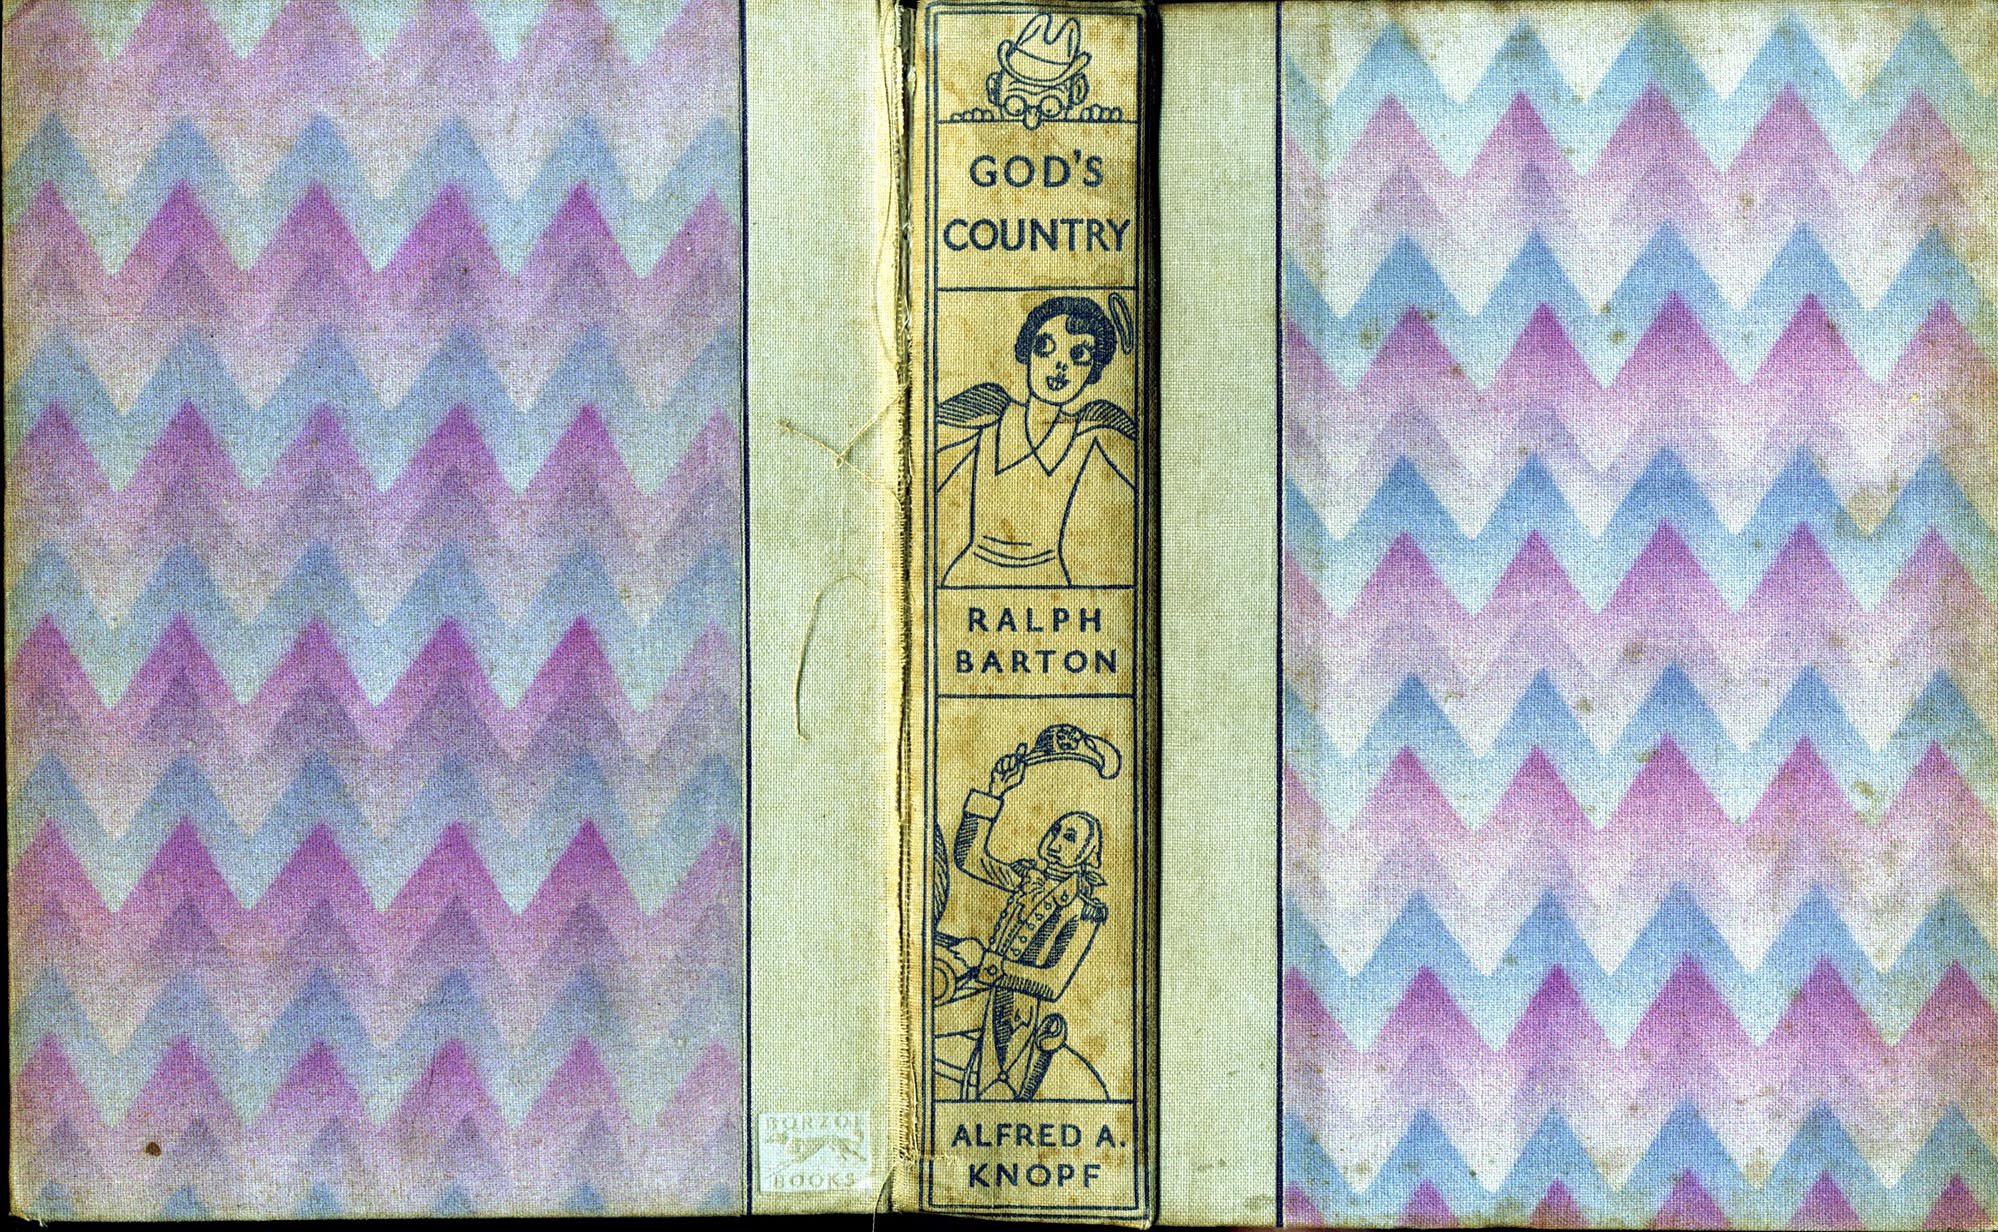 GOD'S
COUNTRY
RALPH
BARTON
ALFRED A.
KNOPF
BORZOI
BOOKS